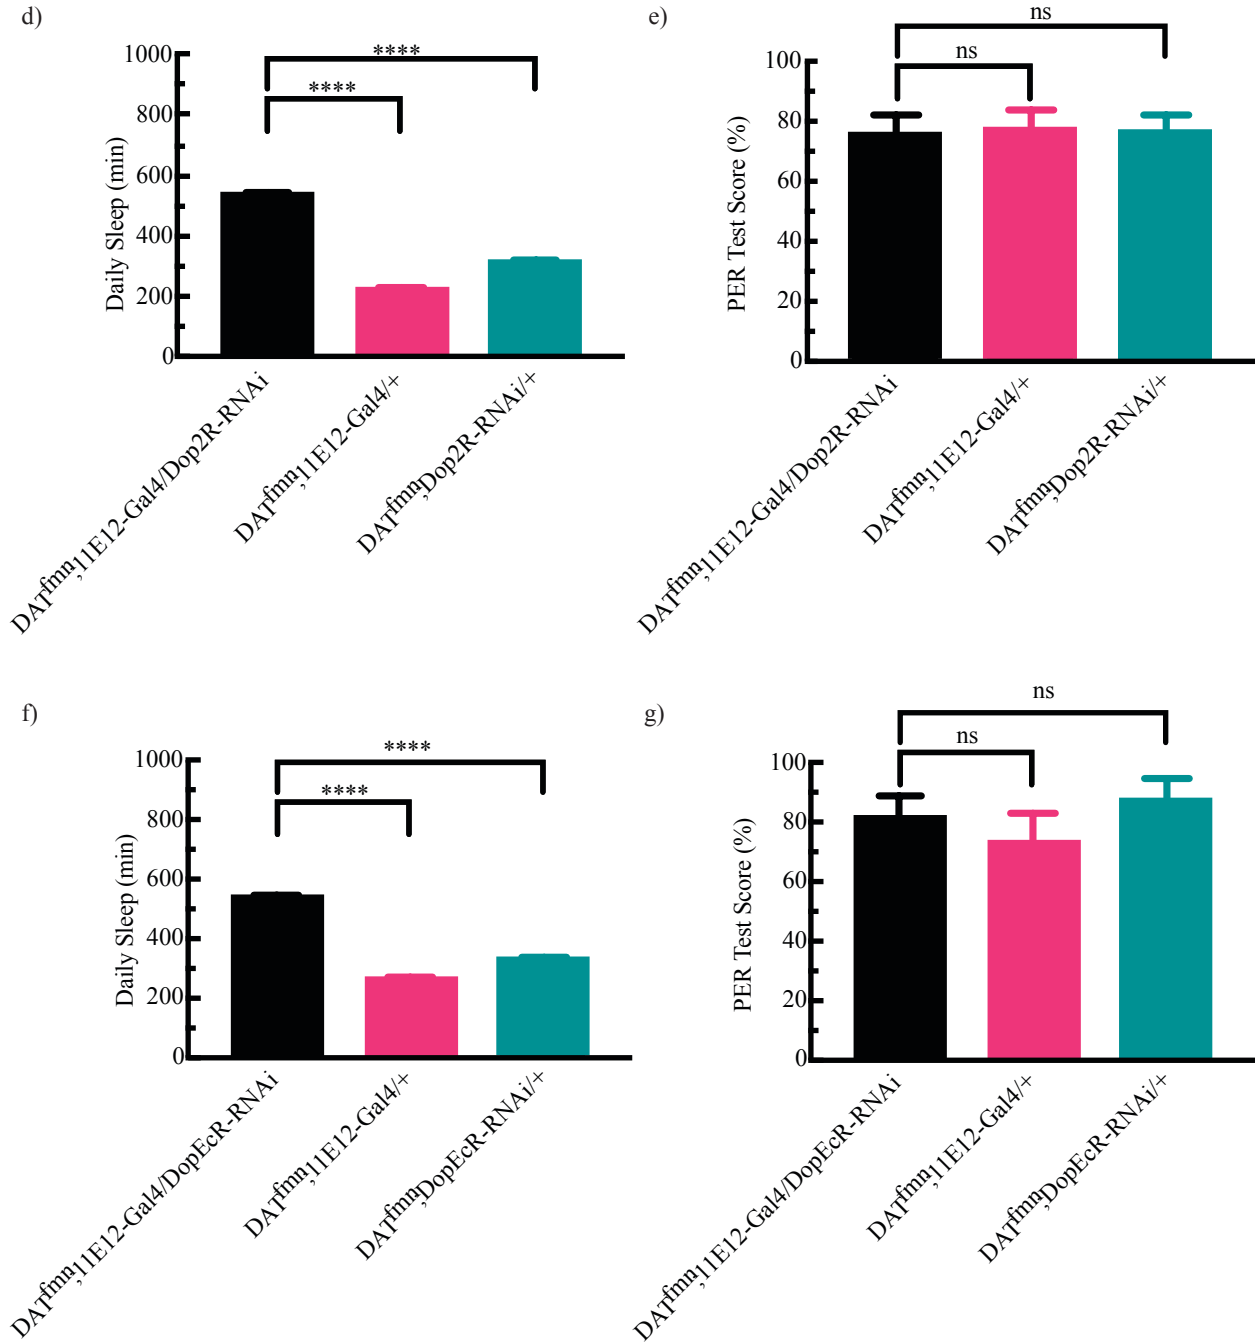 d)
1000
800
600
400
200
0
Daily Sleep (min)
****
****
DATfmn,11E12-Gal4/Dop2R-RNAi
DATfmn,11E12-Gal4/+
DATfmn,Dop2R-RNAi/+
e)
100
80
60
40
20
0
PER Test Score (%)
ns
ns
DATfmn,11E12-Gal4/Dop2R-RNAi
DATfmn,11E12-Gal4/+
DATfmn,Dop2R-RNAi/+
f)
1000
800
600
400
200
0
Daily Sleep (min)
****
****
DATfmn,11E12-Gal4/DopEcR-RNAi
DATfmn,11E12-Gal4/+
DATfmn,DopEcR-RNAi/+
g)
100
80
60
40
20
0
PER Test Score (%)
ns
ns
DATfmn,11E12-Gal4/DopEcR-RNAi
DATfmn,11E12-Gal4/+
DATfmn,DopEcR-RNAi/+